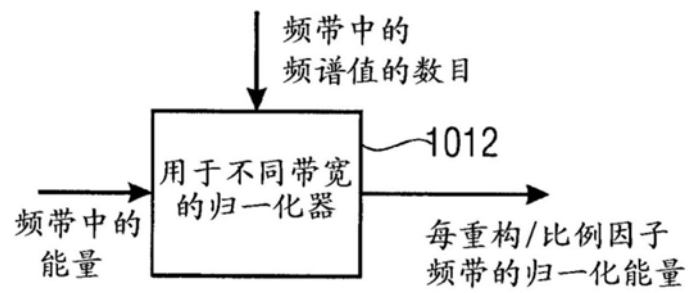 频带中的
频谱值的数目
1012
用于不同带宽
的归一化器
频带中的
能量
每重构/比例因子
频带的归一化能量